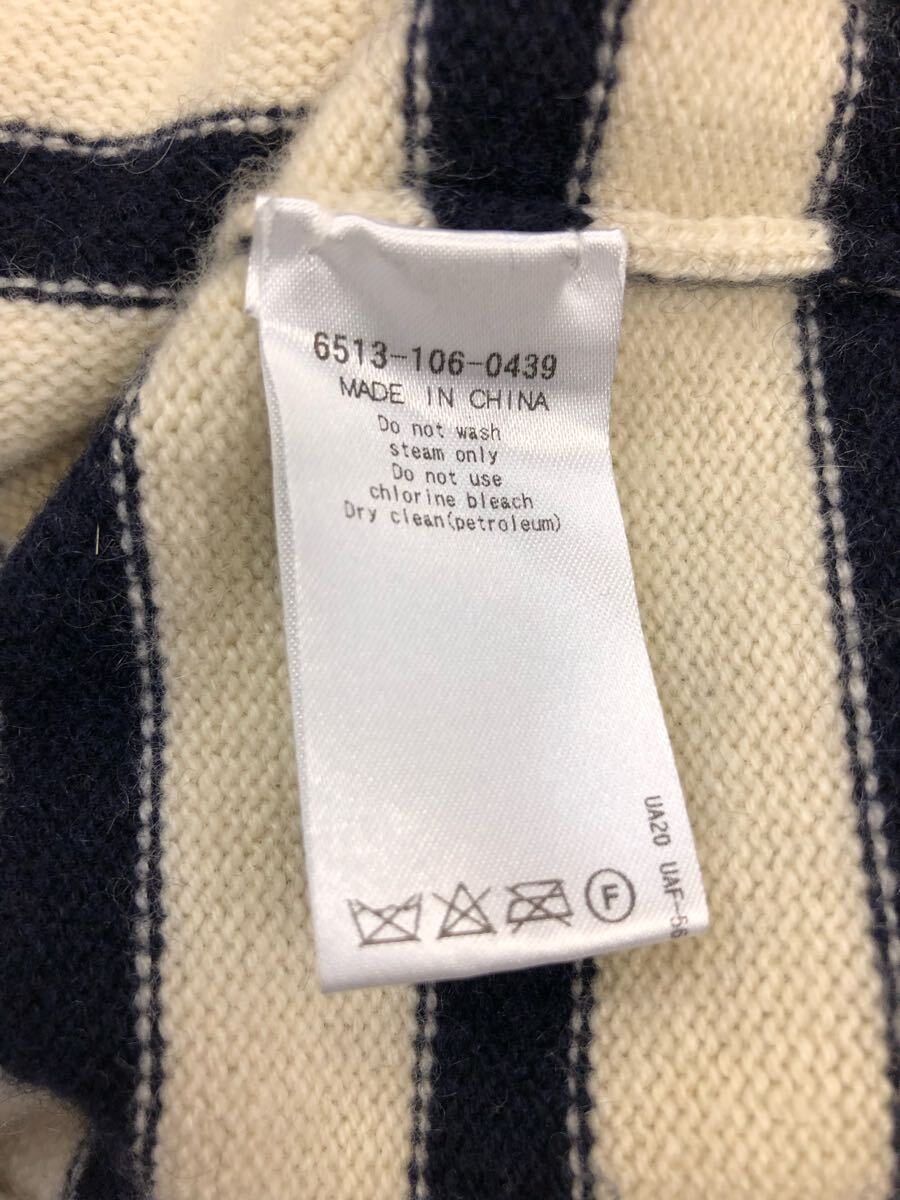 6513-106-0439
MADE IN CHINA
Do not wash
steam only
Do not use
chlorine bleach
Dry clean(petroleum)
UA20 UAF-56
F